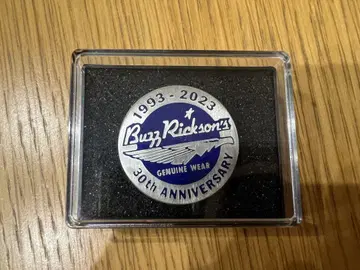 1993 - 2023
Buzz Rickson's
GENUINE WEAR
30th ANNIVERSARY